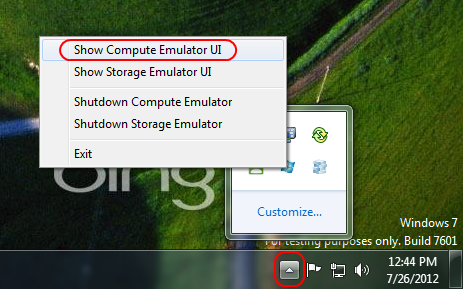 Show Compute Emulator UI
Show Storage Emulator UI
Shutdown Compute Emulator
Shutdown Storage Emulator
Exit
bing
Customize...
Windows 7
For testing purposes only. Build 7601
12:44 PM
7/26/2012